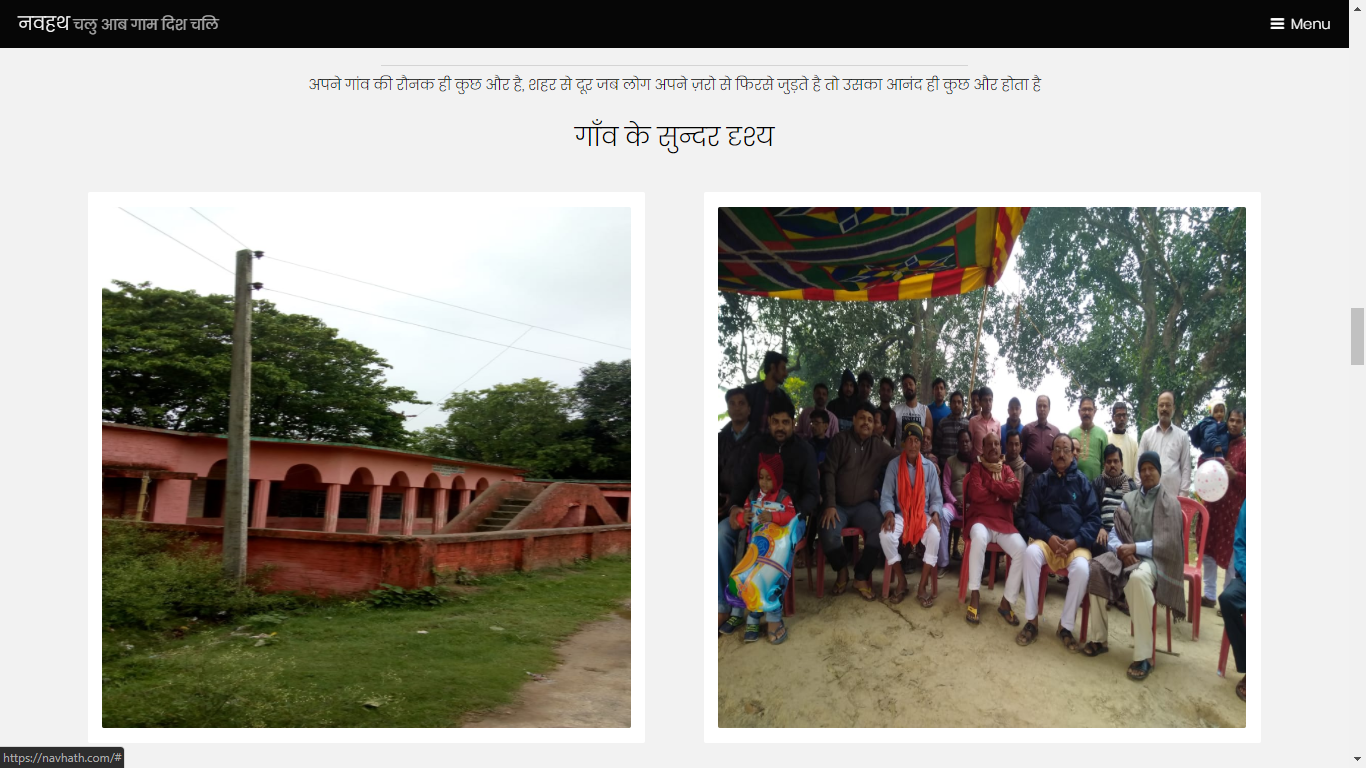 नवहथ चलु आब गाम दिश चलि
Menu
अपने गांव की रौनक ही कुछ और है, शहर से दूर जब लोग अपने ज़रो से फिरसे जुड़ते है तो उसका आनंद ही कुछ और होता है
गाँव के सुन्दर दृश्य
https://navhath.com/#